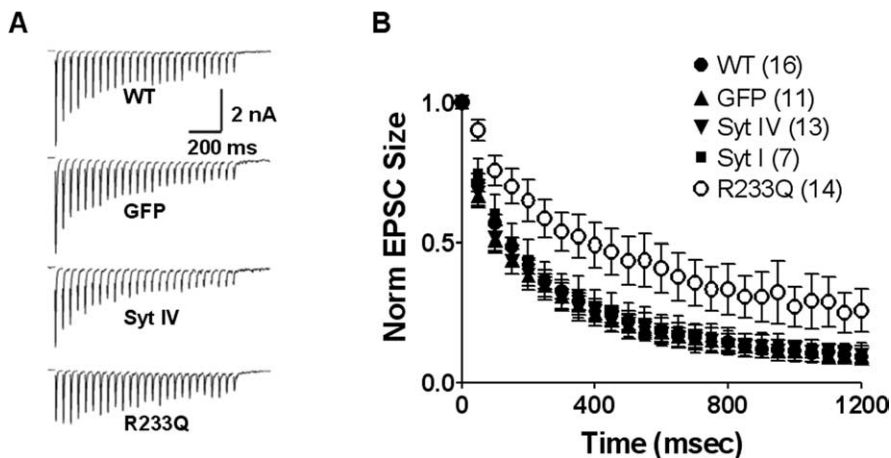 A
WT
2 nA
200 ms
GFP
Syt IV
R233Q
B
WT (16)
GFP (11)
Syt IV (13)
Syt I (7)
R233Q (14)
Norm EPSC Size
1.0
0.5
0.0
0
400
800
1200
Time (msec)